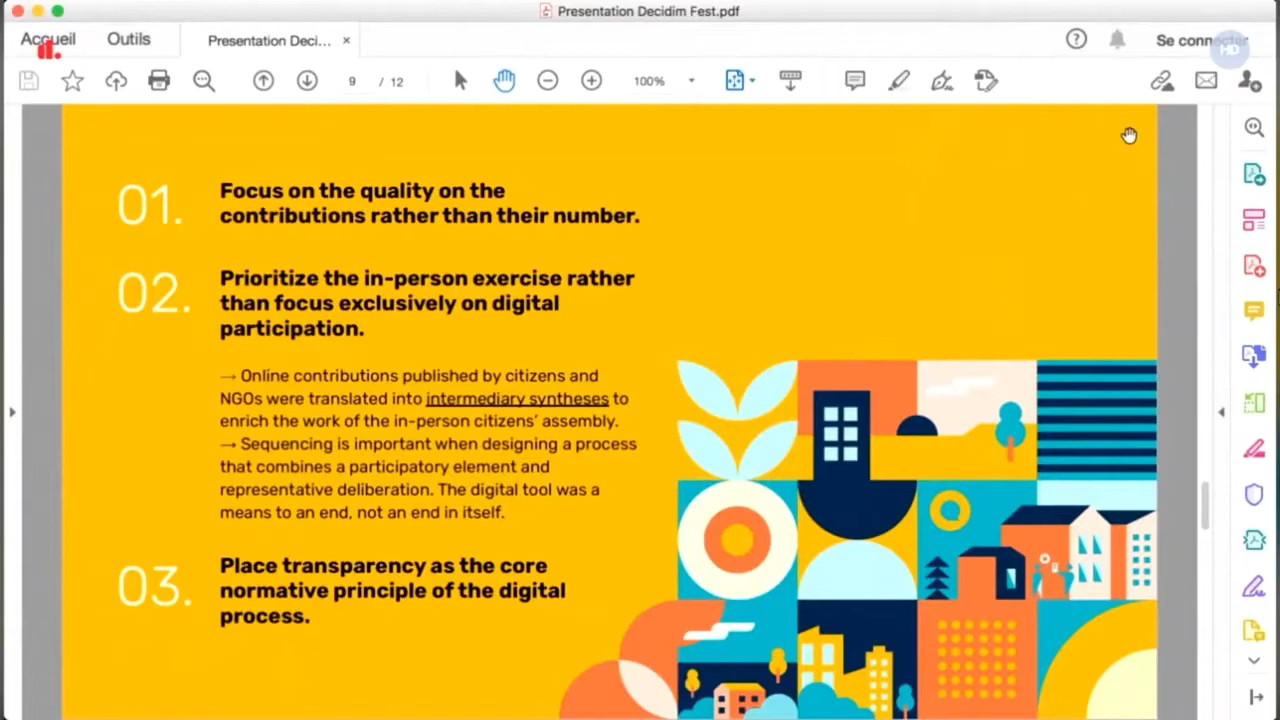 Presentation Decidim Fest.pdf
Accueil Outils Presentation Deci... × ? Se connecter
d. HD
9 / 12 100%
01. Focus on the quality on the
contributions rather than their number.
02. Prioritize the in-person exercise rather
than focus exclusively on digital
participation.
→ Online contributions published by citizens and
NGOs were translated into intermediary syntheses to
enrich the work of the in-person citizens’ assembly.
→ Sequencing is important when designing a process
that combines a participatory element and
representative deliberation. The digital tool was a
means to an end, not an end in itself.
03. Place transparency as the core
normative principle of the digital
process.